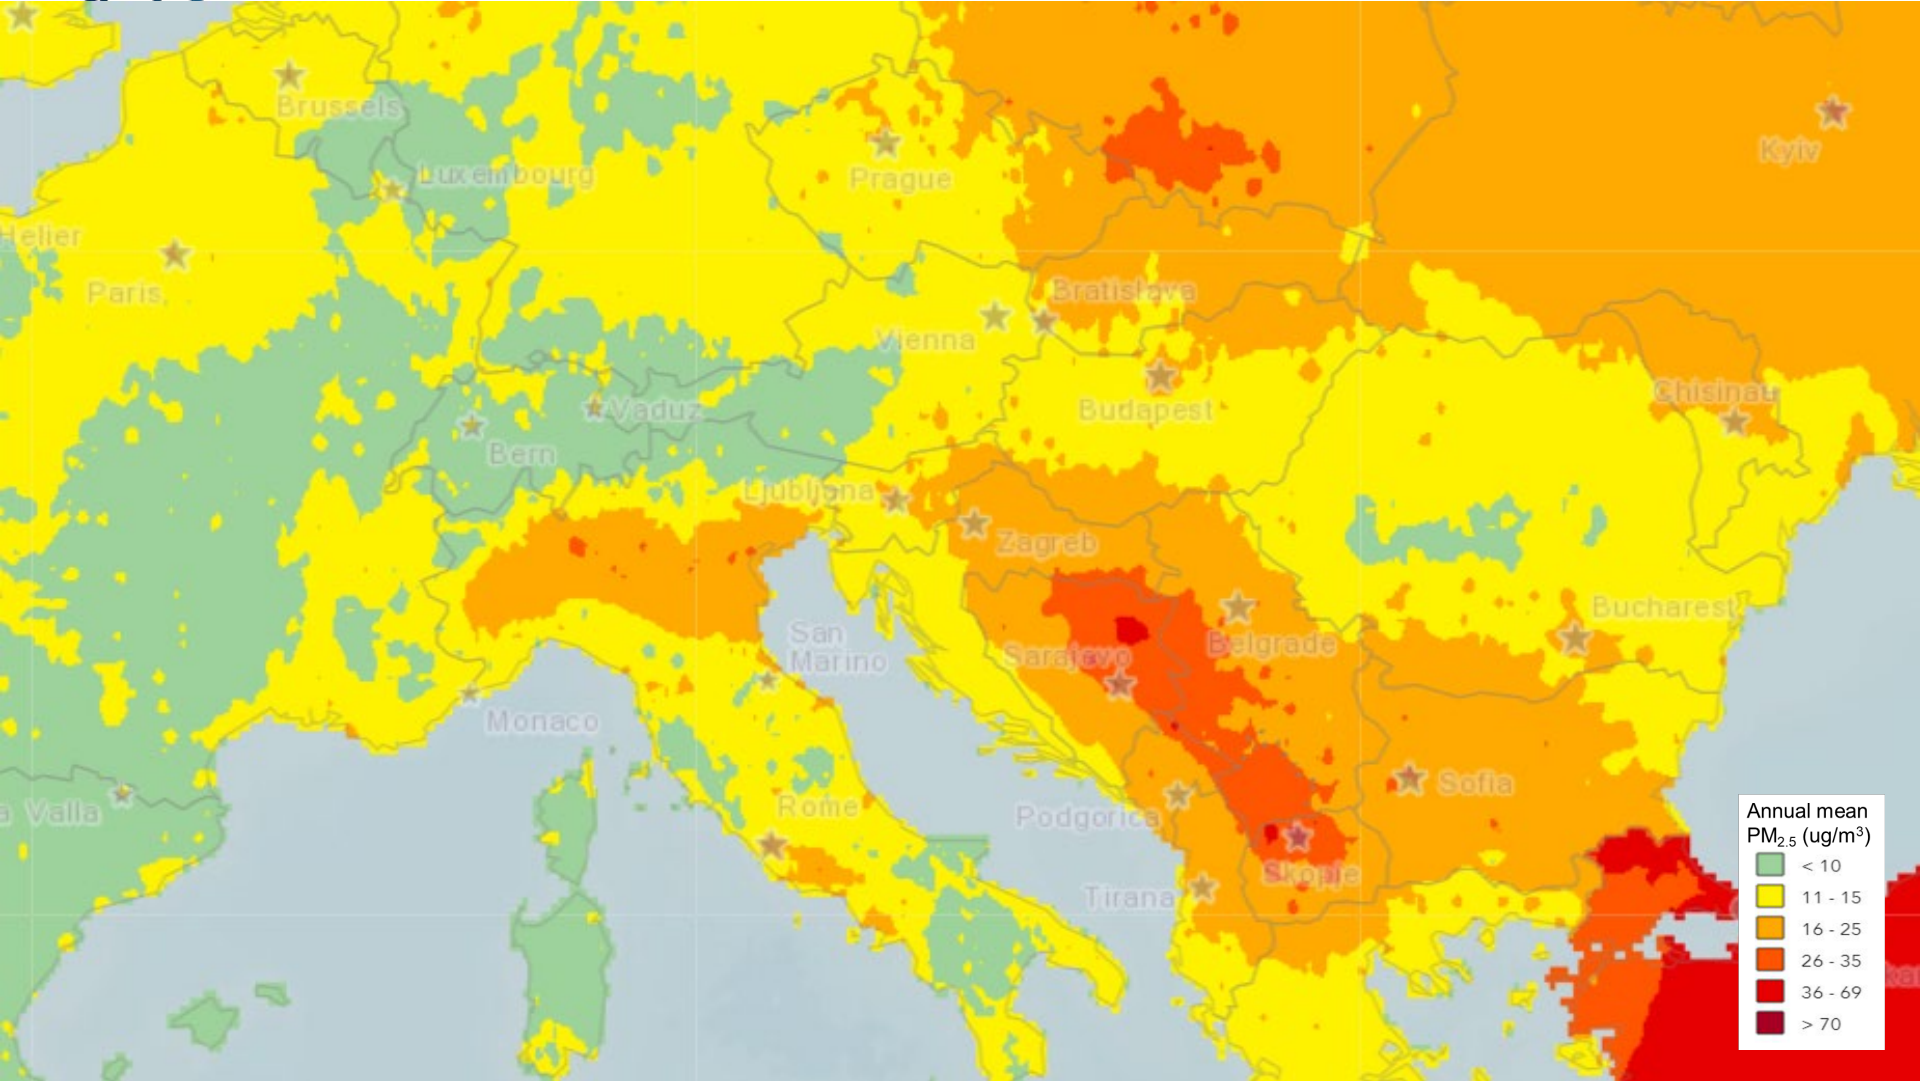 Brussels
Luxembourg
Kyiv
Prague
Helier
Paris
Bratislava
Vienna
Vaduz
Budapest
Chisinau
Bern
Ljubljana
Zagreb
San
Marino
Sarajevo
Belgrade
Bucharest
Monaco
a Valla
Rome
Podgorica
Sofia
Skopje
Tirana
Annual mean
PM2.5 (ug/m³)
< 10
11 - 15
16 - 25
26 - 35
36 - 69
> 70